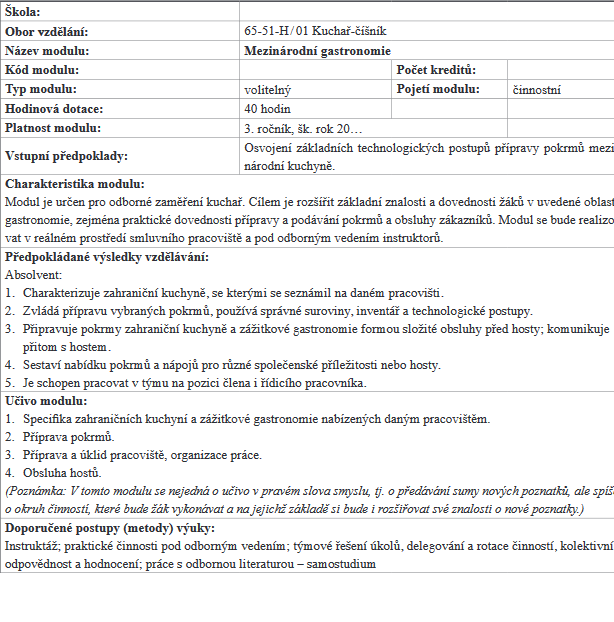 Škola:
Obor vzdělání: 65-51-H/01 Kuchař-číšník
Název modulu: Mezinárodní gastronomie
Kód modulu: Počet kreditů:
Typ modulu: volitelný Pojetí modulu: činnostní
Hodinová dotace: 40 hodin
Platnost modulu: 3. ročník, šk. rok 20…
Vstupní předpoklady: Osvojení základních technologických postupů přípravy pokrmů mezi
národní kuchyně.
Charakteristika modulu:
Modul je určen pro odborné zaměření kuchař. Cílem je rozšířit základní znalosti a dovednosti žáků v uvedené oblast
gastronomie, zejména praktické dovednosti přípravy a podávání pokrmů a obsluhy zákazníků. Modul se bude realizo
vat v reálném prostředí smluvního pracoviště a pod odborným vedením instruktorů.
Předpokládané výsledky vzdělávání:
Absolvent:
1. Charakterizuje zahraniční kuchyně, se kterými se seznámil na daném pracovišti.
2. Zvládá přípravu vybraných pokrmů, používá správné suroviny, inventář a technologické postupy.
3. Připravuje pokrmy zahraniční kuchyně a zážitkové gastronomie formou složité obsluhy před hosty; komunikuje
přitom s hostem.
4. Sestaví nabídku pokrmů a nápojů pro různé společenské příležitosti nebo hosty.
5. Je schopen pracovat v týmu na pozici člena i řídicího pracovníka.
Učivo modulu:
1. Specifika zahraničních kuchyní a zážitkové gastronomie nabízených daným pracovištěm.
2. Příprava pokrmů.
3. Příprava a úklid pracoviště, organizace práce.
4. Obsluha hostů.
(Poznámka: V tomto modulu se nejedná o učivo v pravém slova smyslu, tj. o předávání sumy nových poznatků, ale spíše
o okruh činností, které bude žák vykonávat a na jejichž základě si bude i rozšiřovat své znalosti o nové poznatky.)
Doporučené postupy (metody) výuky:
Instruktáž; praktické činnosti pod odborným vedením; týmové řešení úkolů, delegování a rotace činností, kolektivní
odpovědnost a hodnocení; práce s odbornou literaturou – samostudium